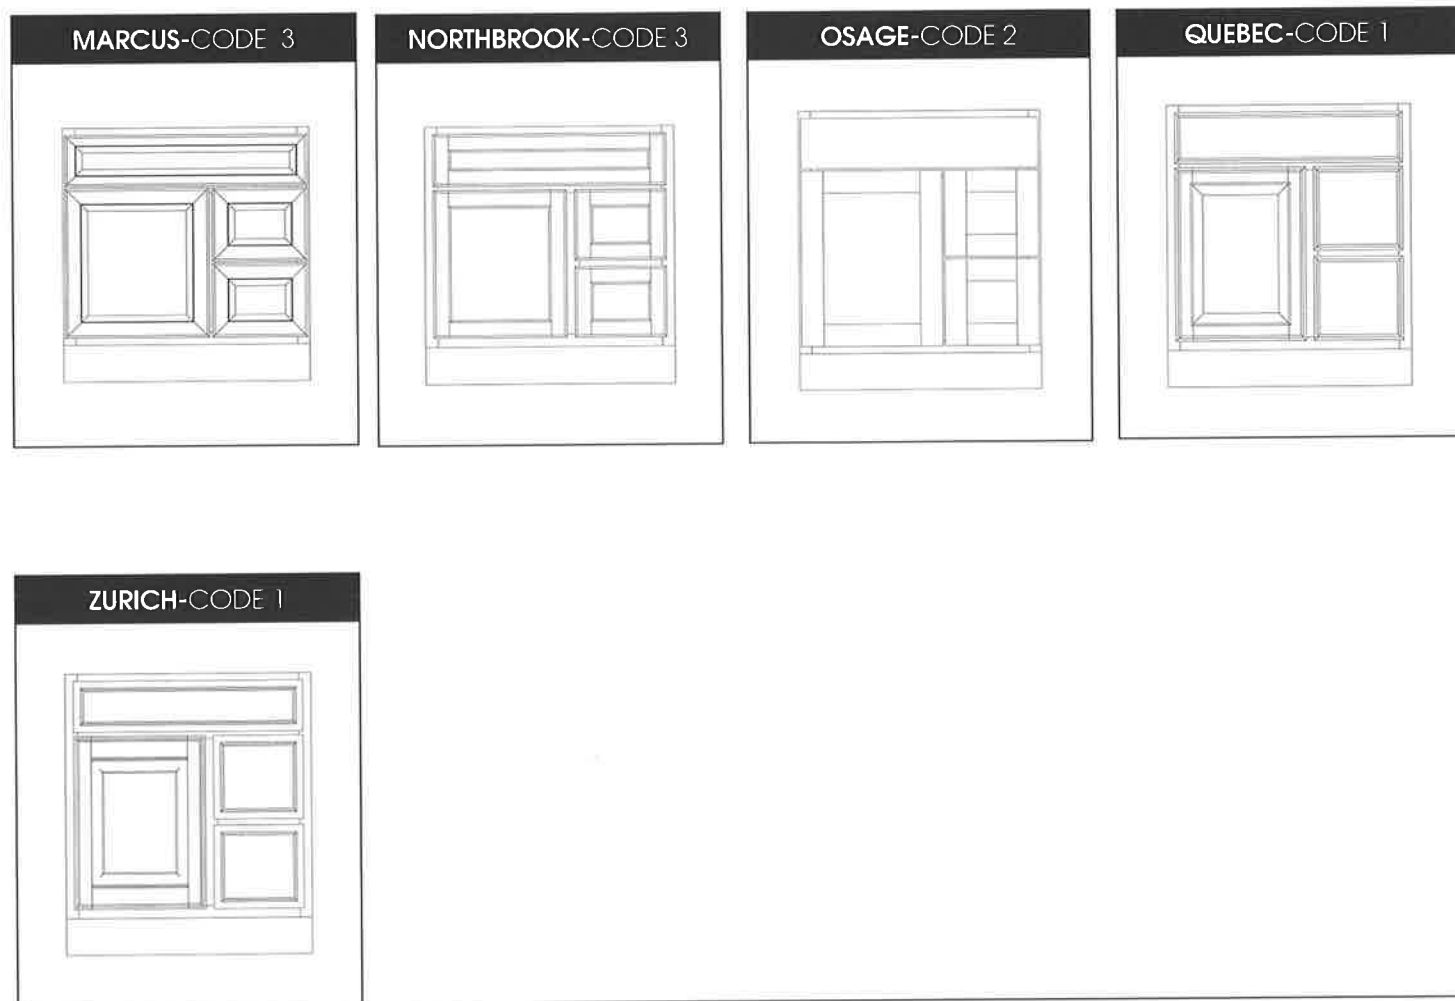 MARCUS-CODE 3
NORTHBROOK-CODE 3
OSAGE-CODE 2
QUEBEC-CODE 1
ZURICH-CODE 1